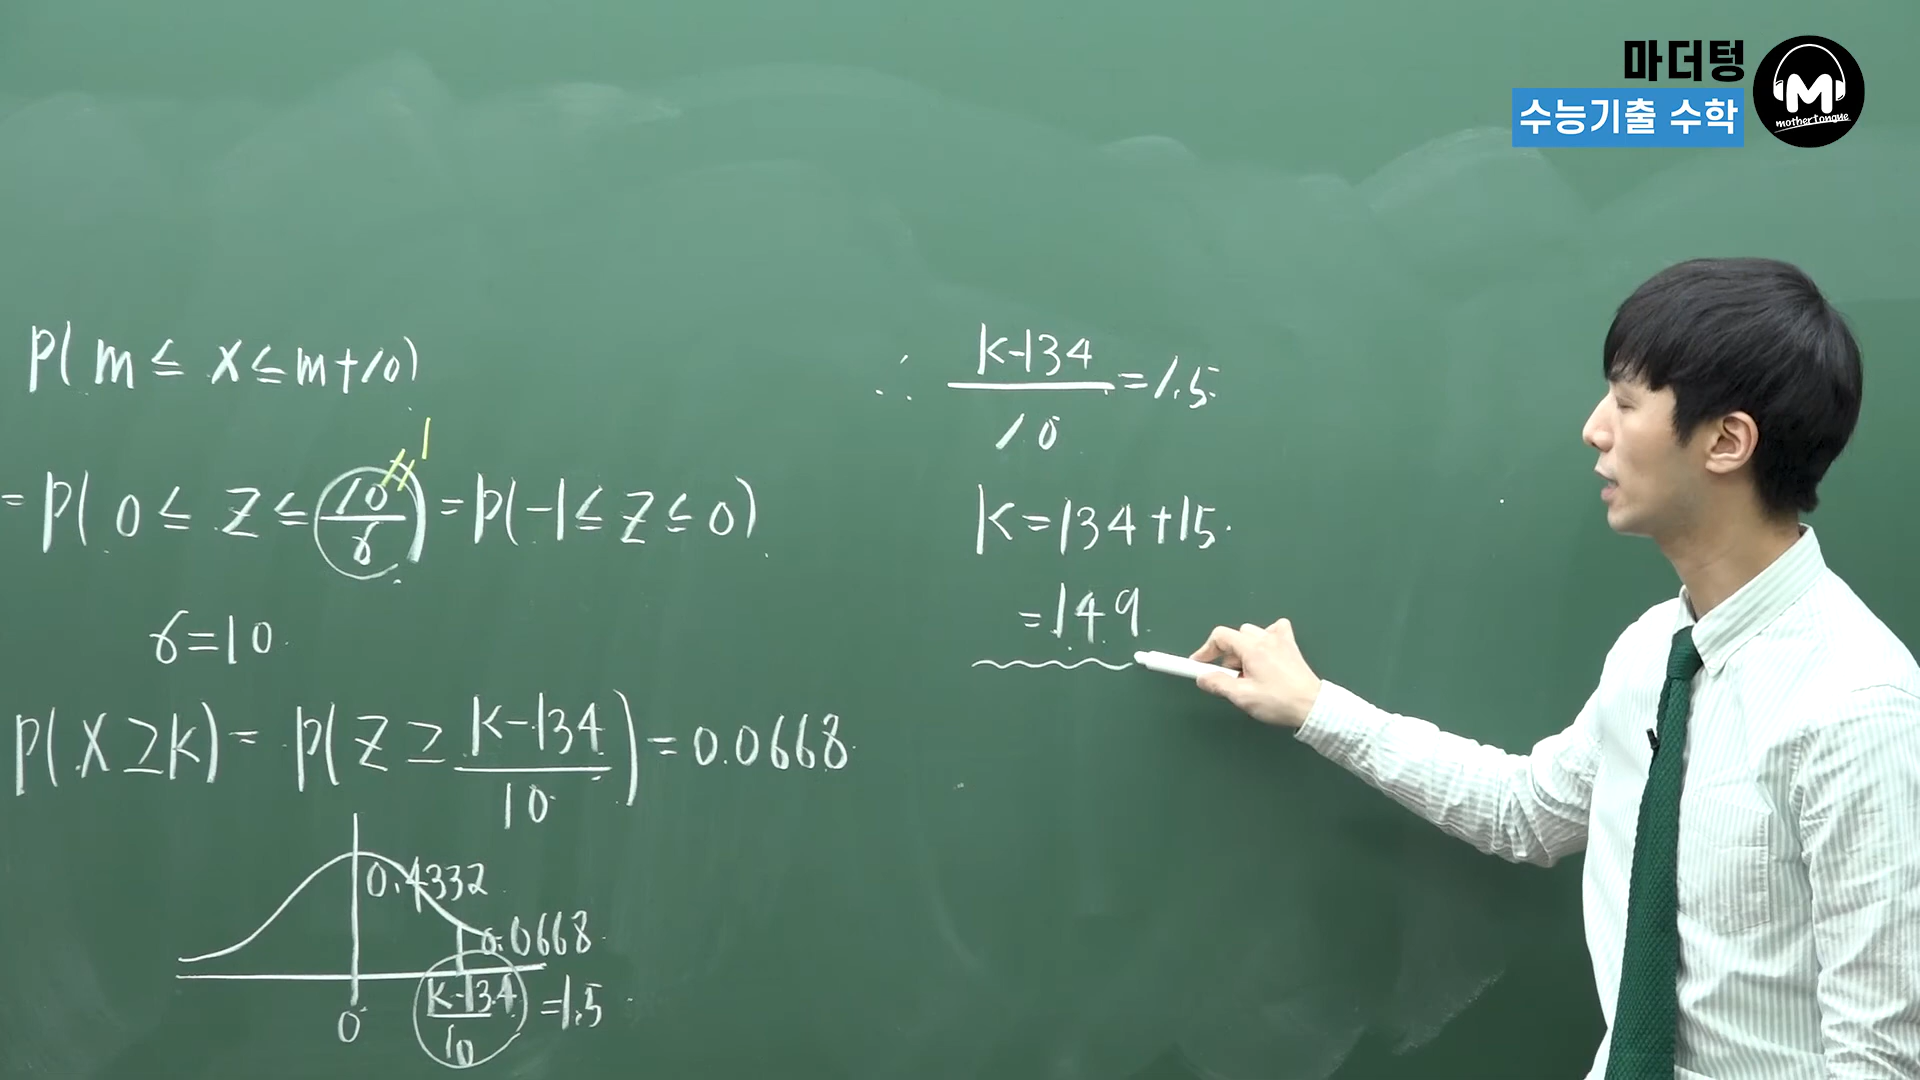 마더텅
수능기출 수학
M
mothertongue
P( m ≤ X ≤ m+10)
1
= P( 0 ≤ Z ≤ 10/σ ) = P(-1 ≤ Z ≤ 0)
σ=10
P( X ≥ K) = P( Z ≥ K-134/10 ) = 0.0668
0.4332
0.0668
0
K-134/10 = 1.5
∴ K-134/10 = 1.5
K = 134+15
= 149